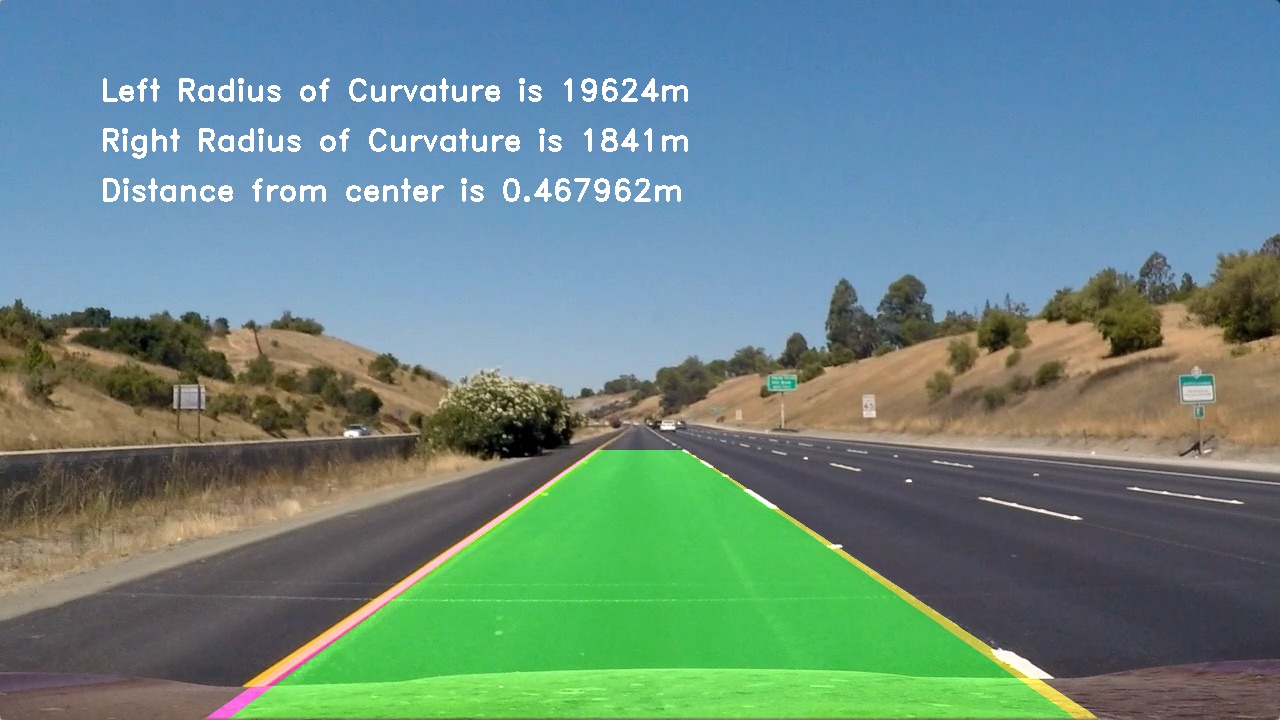 Left Radius of Curvature is 19624m
Right Radius of Curvature is 1841m
Distance from center is 0.467962m